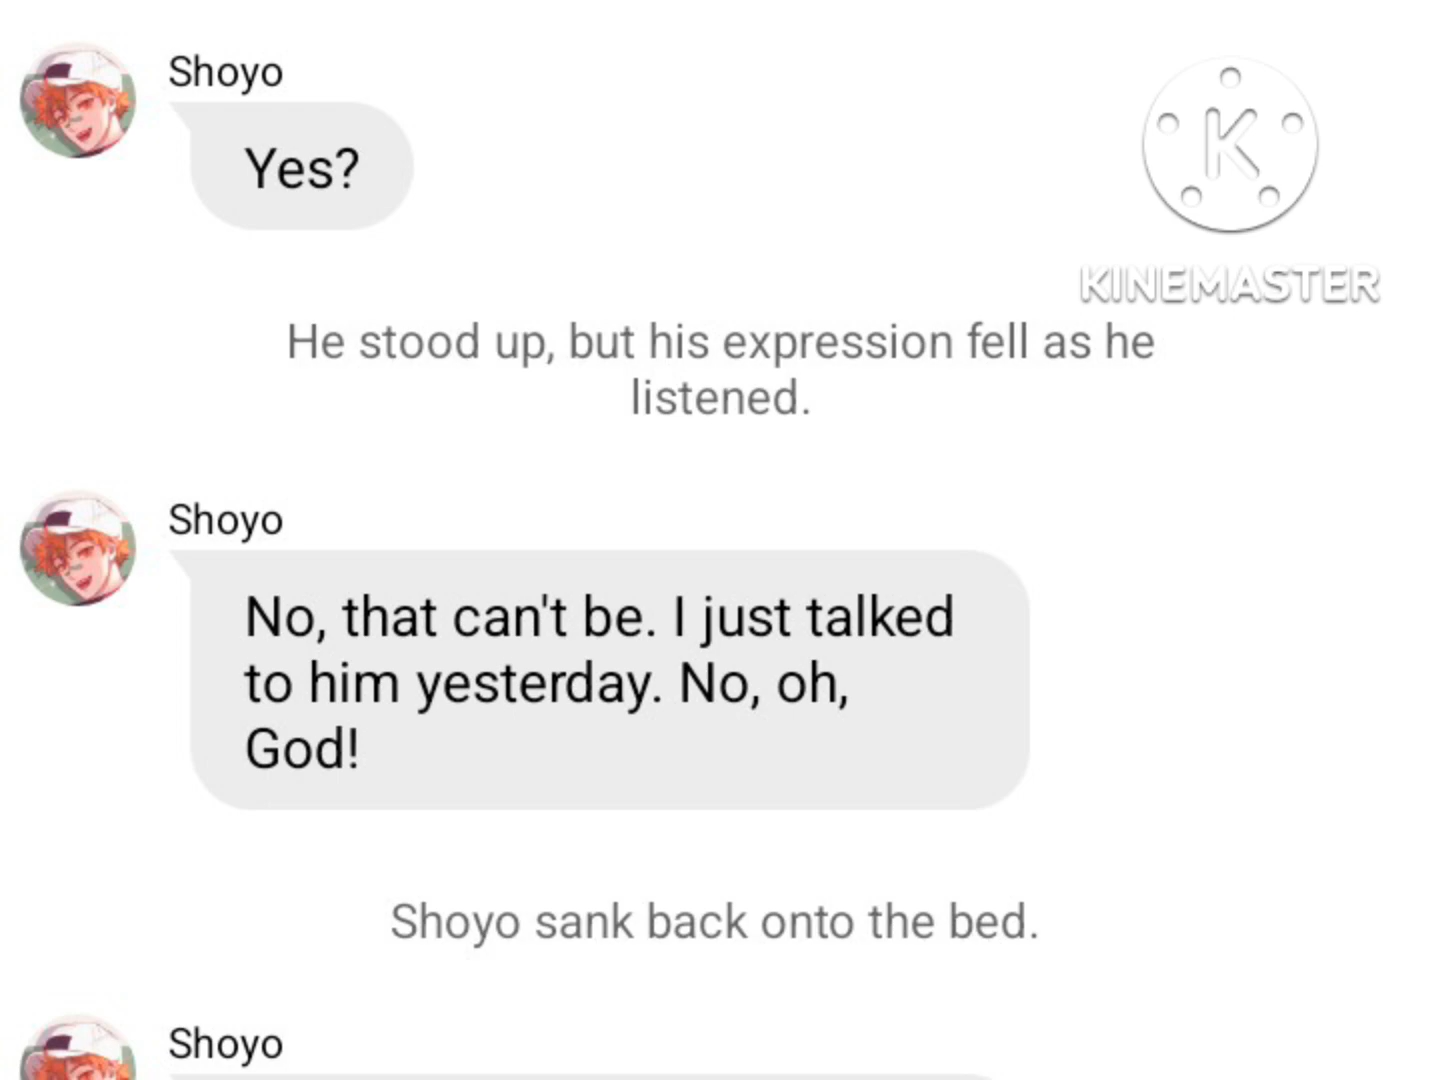 Shoyo
Yes?
K
KINEMASTER
He stood up, but his expression fell as he
listened.
Shoyo
No, that can't be. I just talked
to him yesterday. No, oh,
God!
Shoyo sank back onto the bed.
Shoyo